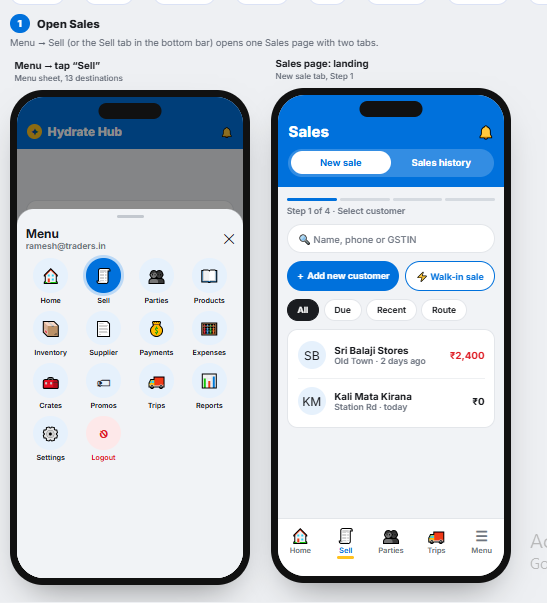 1 Open Sales
Menu → Sell (or the Sell tab in the bottom bar) opens one Sales page with two tabs.
Menu → tap “Sell”
Menu sheet, 13 destinations
Hydrate Hub
Menu
ramesh@traders.in
Home Sell Parties Products
Inventory Supplier Payments Expenses
Crates Promos Trips Reports
Settings Logout
Sales page: landing
New sale tab, Step 1
Sales
New sale Sales history
Step 1 of 4 · Select customer
Name, phone or GSTIN
+ Add new customer Walk-in sale
All Due Recent Route
SB Sri Balaji Stores ₹2,400
Old Town · 2 days ago
KM Kali Mata Kirana ₹0
Station Rd · today
Home Sell Parties Trips Menu